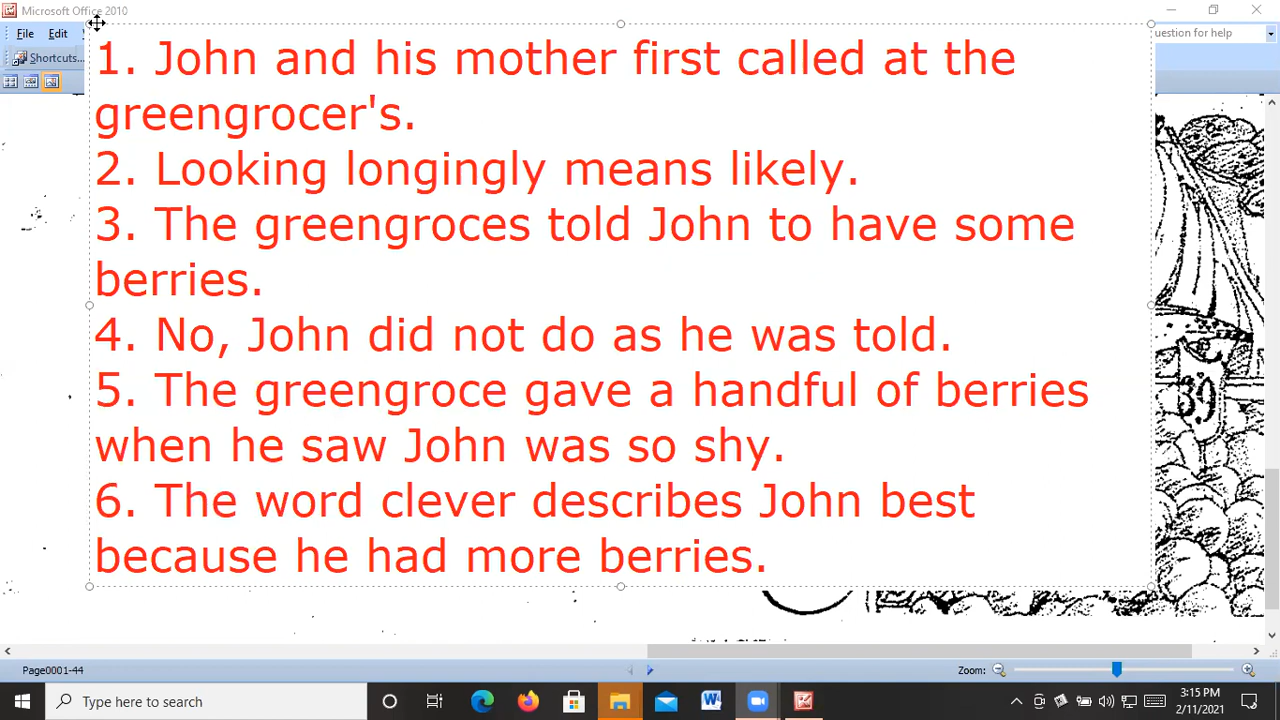 Microsoft Office 2010
File Edit
uestion for help
Shortcuts...
1. John and his mother first called at the
greengrocer's.
2. Looking longingly means likely.
3. The greengroces told John to have some
berries.
4. No, John did not do as he was told.
5. The greengroce gave a handful of berries
when he saw John was so shy.
6. The word clever describes John best
because he had more berries.
39
Page0001-44
Zoom:
Type here to search
3:15 PM
2/11/2021